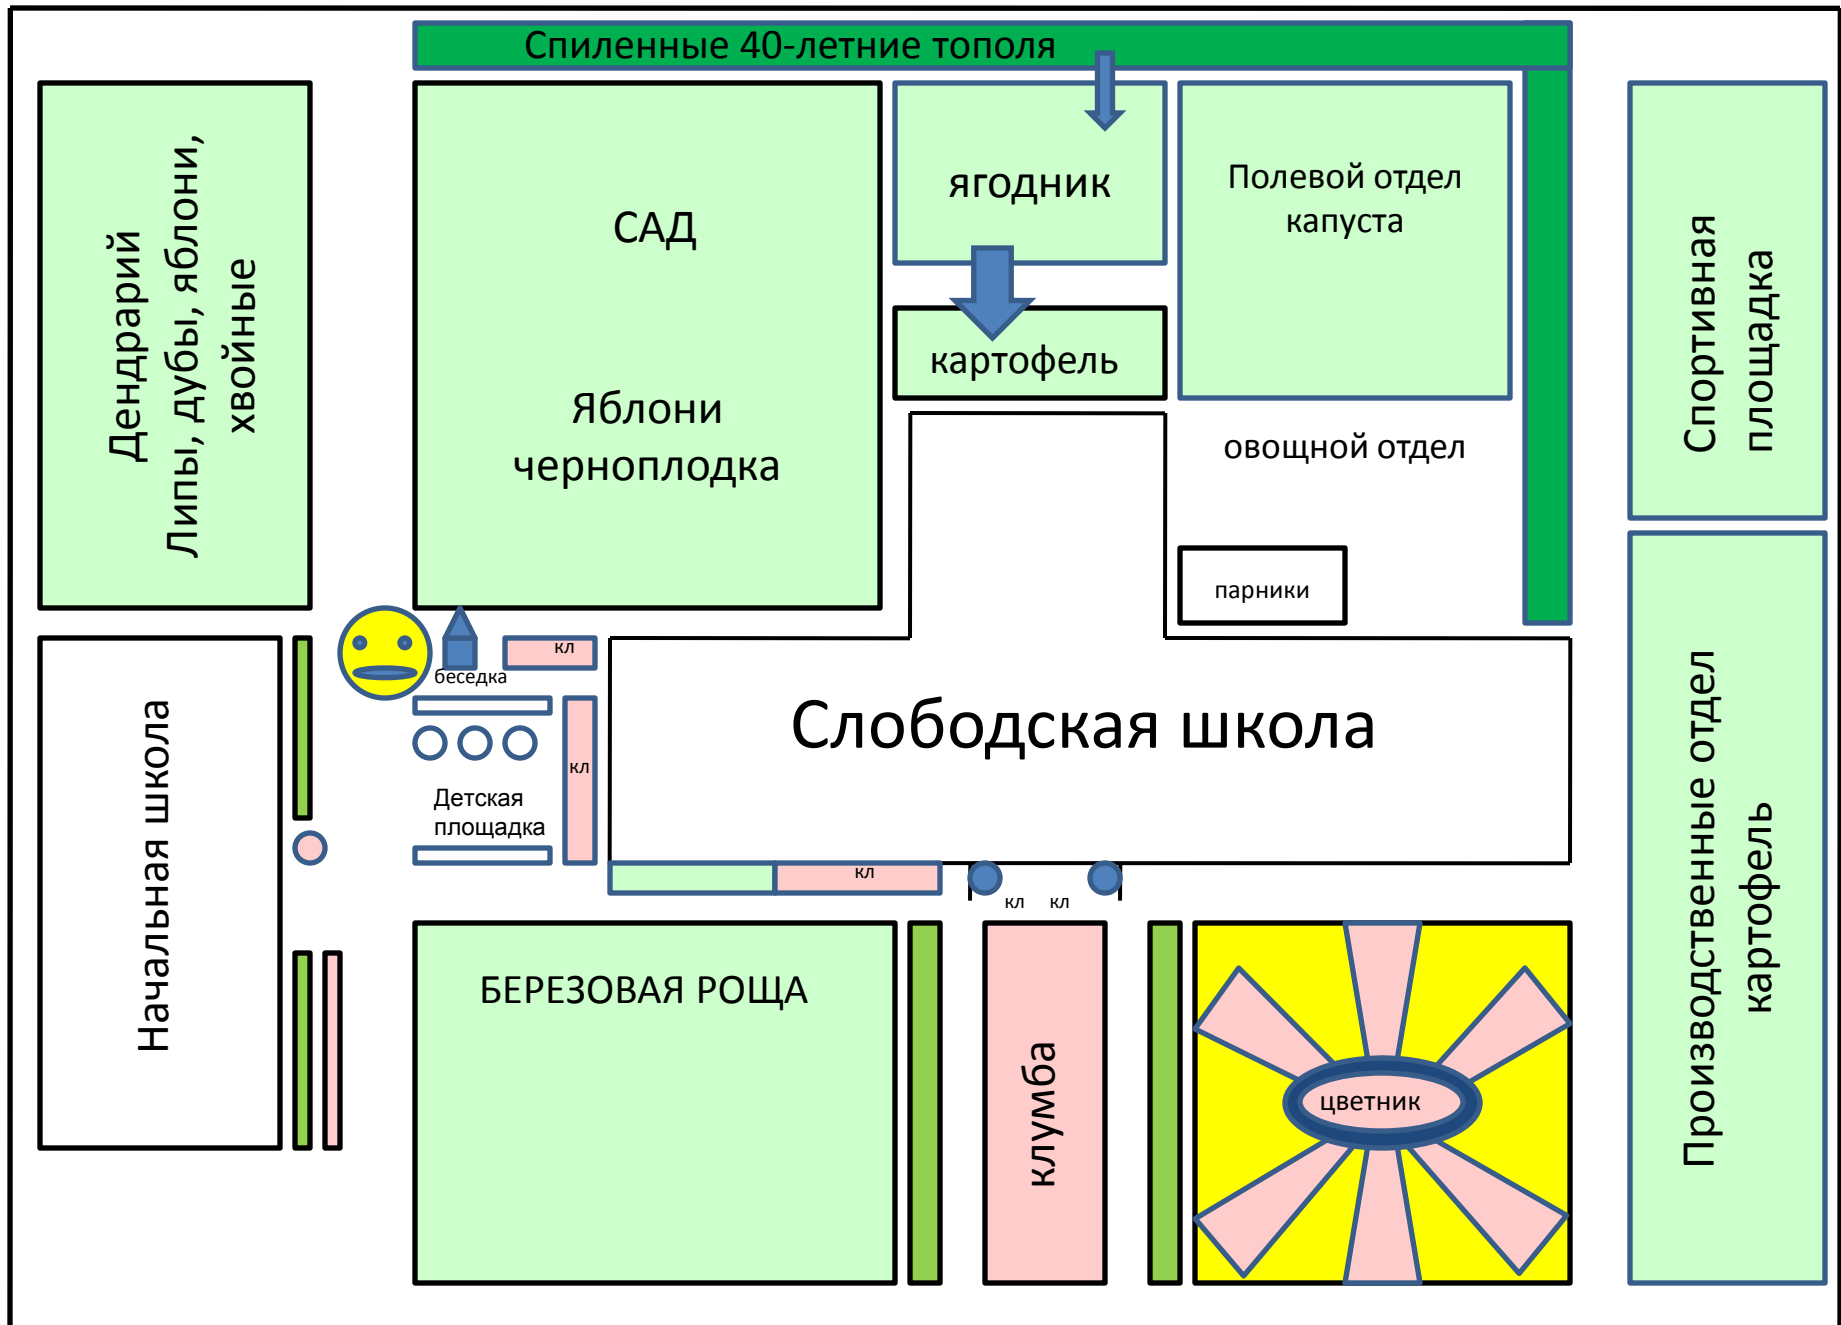 Спиленные 40-летние тополя
Дендрарий
Липы, дубы, яблони,
хвойные
САД
Яблони
черноплодка
ягодник
картофель
Полевой отдел
капуста
овощной отдел
парники
Спортивная
площадка
Производственные отдел
картофель
Начальная школа
беседка
кл
кл
Детская
площадка
Слободская школа
кл
кл кл
БЕРЕЗОВАЯ РОЩА
клумба
цветник